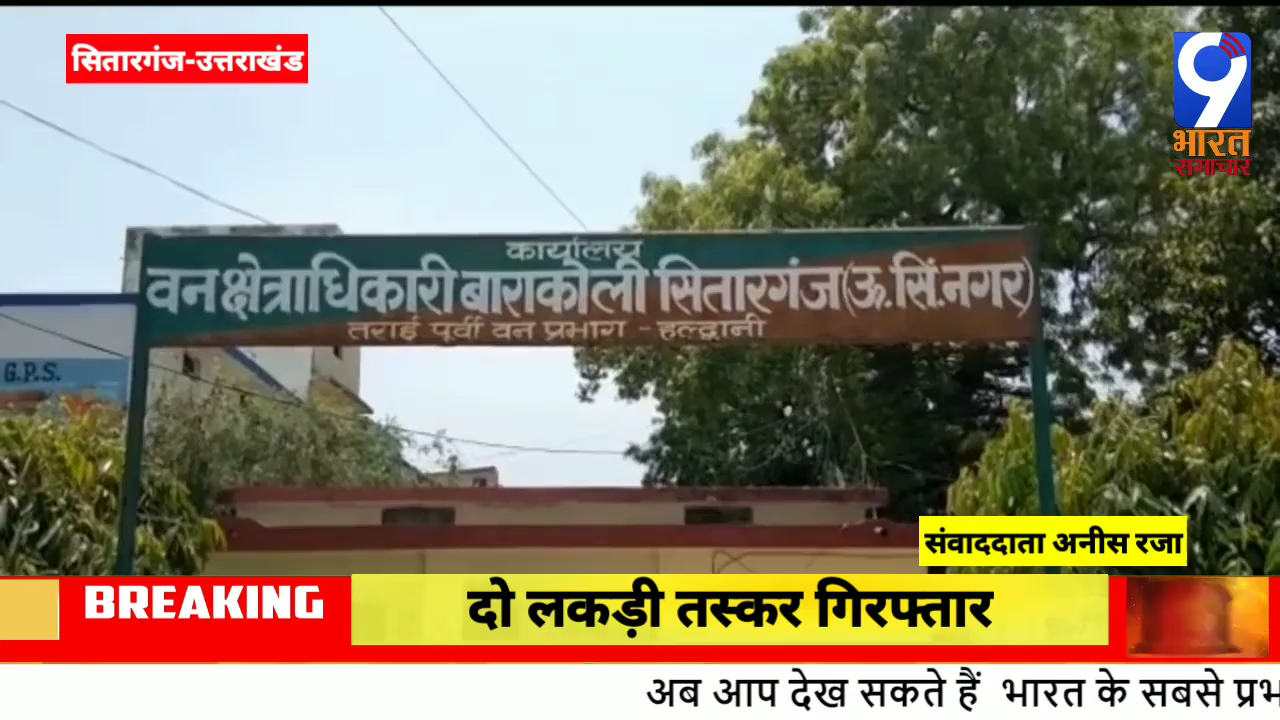 सितारगंज-उत्तराखंड
9
भारत
समाचार
कार्यालय
वन क्षेत्राधिकारी बाराकोली सितारगंज (ऊ.सिं.नगर)
तराई पूर्वी वन प्रभाग - हल्द्वानी
G.P.S.
संवाददाता अनीस रजा
BREAKING
दो लकड़ी तस्कर गिरफ्तार
अब आप देख सकते हैं भारत के सबसे प्रभ